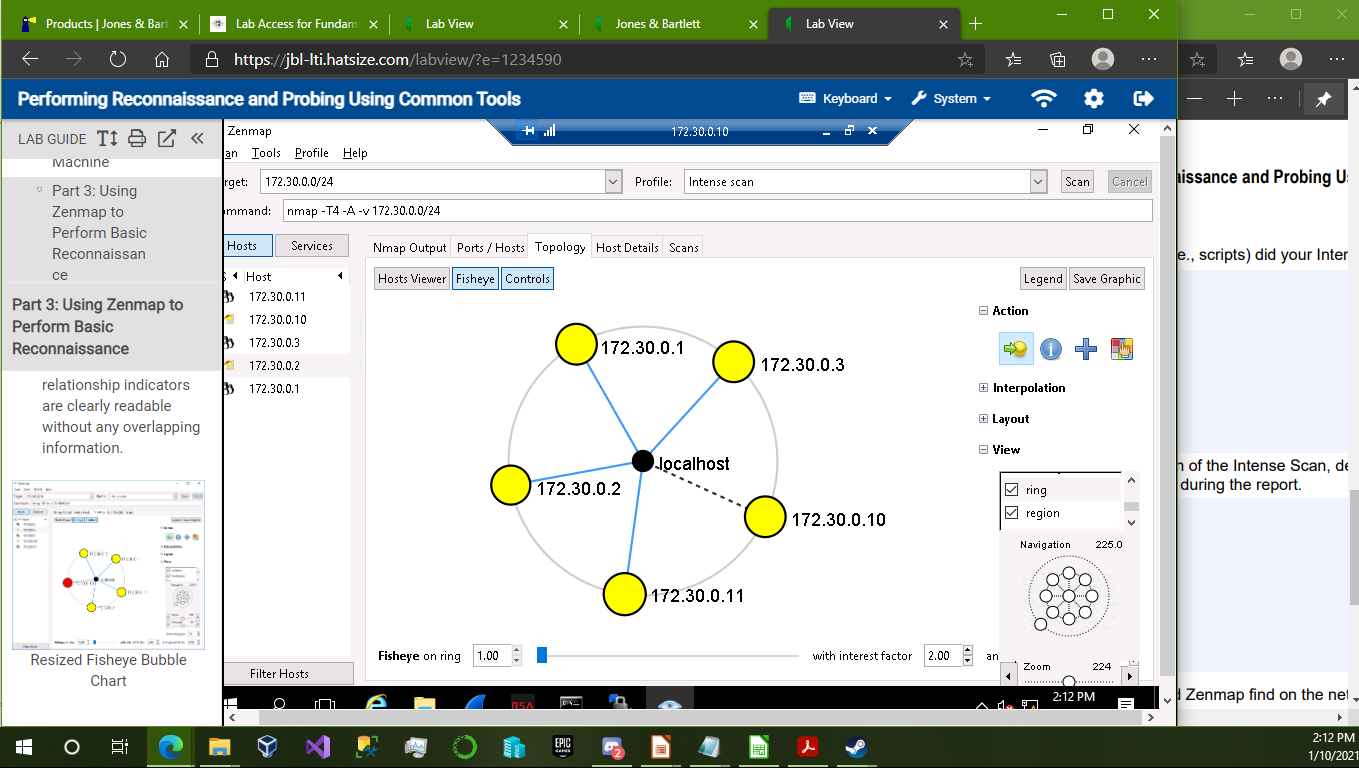 Products | Jones & Bart
Lab Access for Fundam
Lab View
Jones & Bartlett
Lab View
https://jbl-lti.hatsize.com/labview/?e=1234590
Performing Reconnaissance and Probing Using Common Tools
Keyboard
System
LAB GUIDE
Machine
Part 3: Using
Zenmap to
Perform Basic
Reconnaissan
ce
Part 3: Using Zenmap to
Perform Basic
Reconnaissance
relationship indicators
are clearly readable
without any overlapping
information.
Resized Fisheye Bubble
Chart
Zenmap
172.30.0.10
an Tools Profile Help
rget: 172.30.0.0/24 Profile: Intense scan Scan Cancel
mmand: nmap -T4 -A -v 172.30.0.0/24
Hosts Services
Nmap Output Ports / Hosts Topology Host Details Scans
S Host
172.30.0.11
172.30.0.10
172.30.0.3
172.30.0.2
172.30.0.1
Hosts Viewer Fisheye Controls Legend Save Graphic
172.30.0.1
172.30.0.3
localhost
172.30.0.2
172.30.0.10
172.30.0.11
Action
Interpolation
Layout
View
ring
region
Navigation 225.0
Zoom 224
Fisheye on ring 1.00 with interest factor 2.00 an
Filter Hosts
RSA
2:12 PM
aissance and Probing U
e., scripts) did your Inter
n of the Intense Scan, de
during the report.
d Zenmap find on the net
EPIC
GAMES
2
2:12 PM
1/10/2021